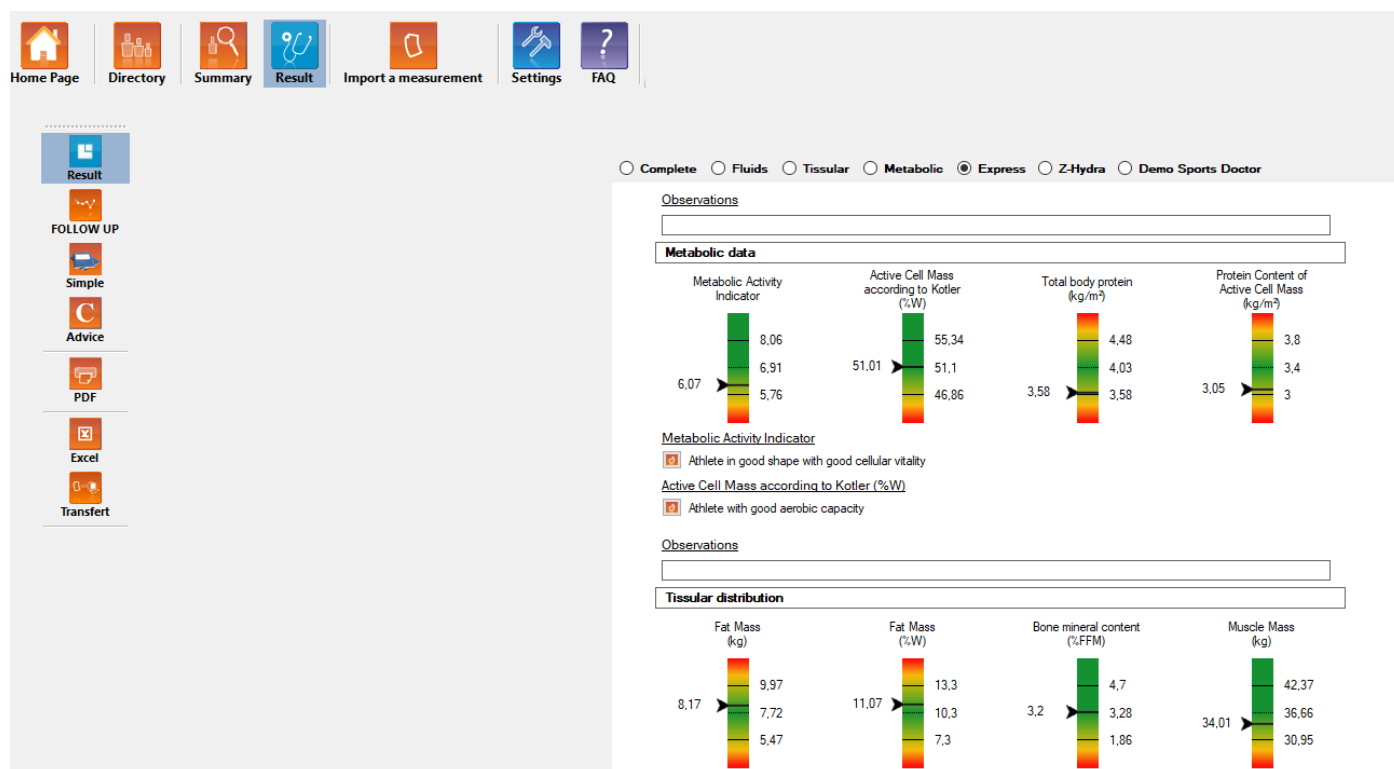 Home Page
Directory
Summary
Result
Import a measurement
Settings
?
FAQ
Result
FOLLOW UP
Simple
C
Advice
PDF
Excel
Transfert
Complete Fluids Tissular Metabolic Express Z-Hydra Demo Sports Doctor
Observations
Metabolic data
Metabolic Activity
Indicator
8,06
6,91
5,76
6,07
Active Cell Mass
according to Kotler
(%W)
55,34
51,1
46,86
51,01
Total body protein
(kg/m²)
4,48
4,03
3,58
3,58
Protein Content of
Active Cell Mass
(kg/m²)
3,8
3,4
3
3,05
Metabolic Activity Indicator
Athlete in good shape with good cellular vitality
Active Cell Mass according to Kotler (%W)
Athlete with good aerobic capacity
Observations
Tissular distribution
Fat Mass
(kg)
9,97
7,72
5,47
8,17
Fat Mass
(%W)
13,3
10,3
7,3
11,07
Bone mineral content
(%FFM)
4,7
3,28
1,86
3,2
Muscle Mass
(kg)
42,37
36,66
30,95
34,01